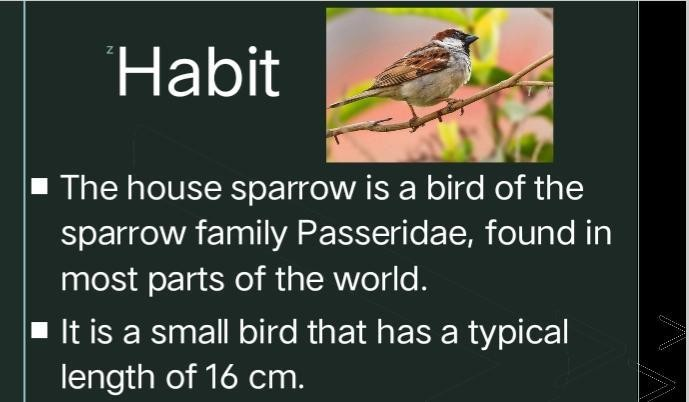 z Habit
■ The house sparrow is a bird of the
sparrow family Passeridae, found in
most parts of the world.
■ It is a small bird that has a typical
length of 16 cm.